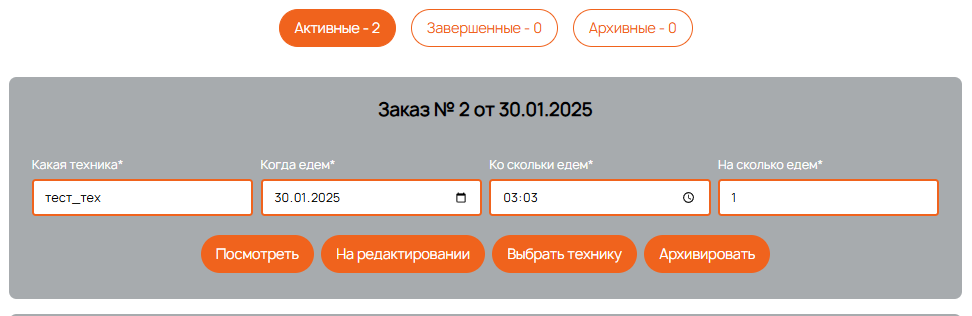 Активные - 2 Завершенные - 0 Архивные - 0
Заказ № 2 от 30.01.2025
Какая техника* Когда едем* Ко скольки едем* На сколько едем*
тест_тех 30.01.2025 03:03 1
Посмотреть На редактировании Выбрать технику Архивировать